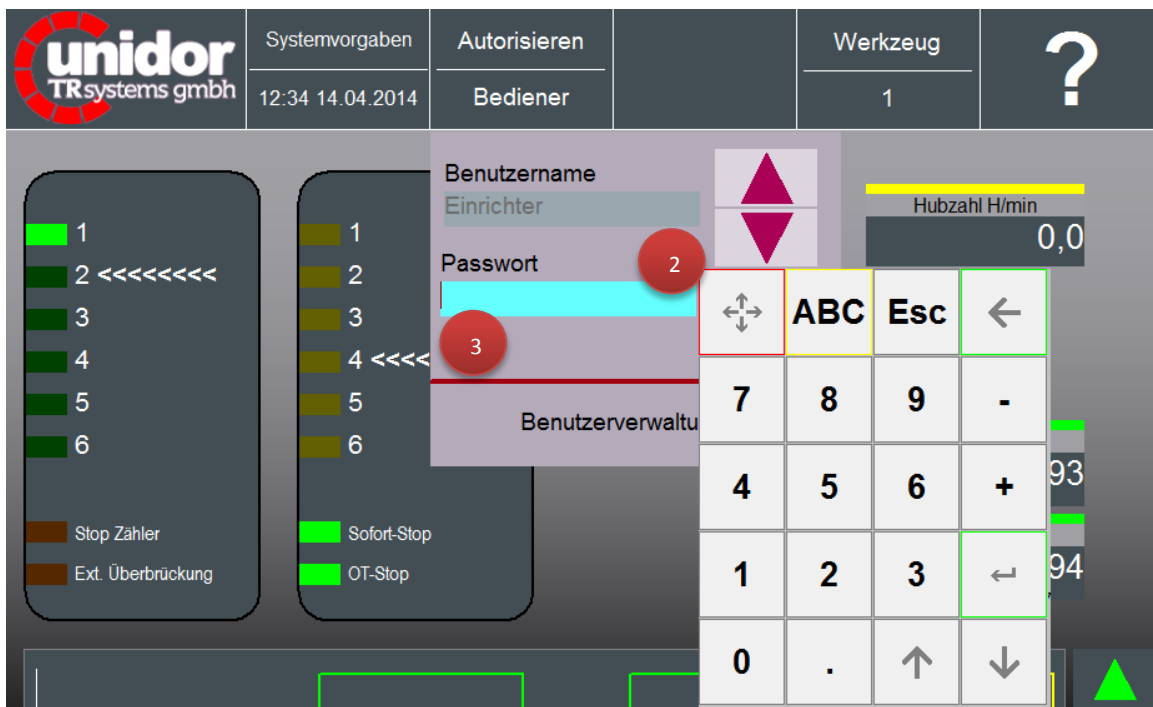 unidor
TRsystems gmbh
Systemvorgaben
12:34 14.04.2014
Autorisieren
Bediener
Werkzeug
1
?
Benutzername
Einrichter
Passwort
2
3
Benutzerverwaltu
Hubzahl H/min
0,0
1
2 <<<<<<<<
3
4
5
6
Stop Zähler
Ext. Überbrückung
1
2
3
4 <<<<
5
6
Sofort-Stop
OT-Stop
ABC Esc
7 8 9 -
4 5 6 +
1 2 3
0 .
93
94